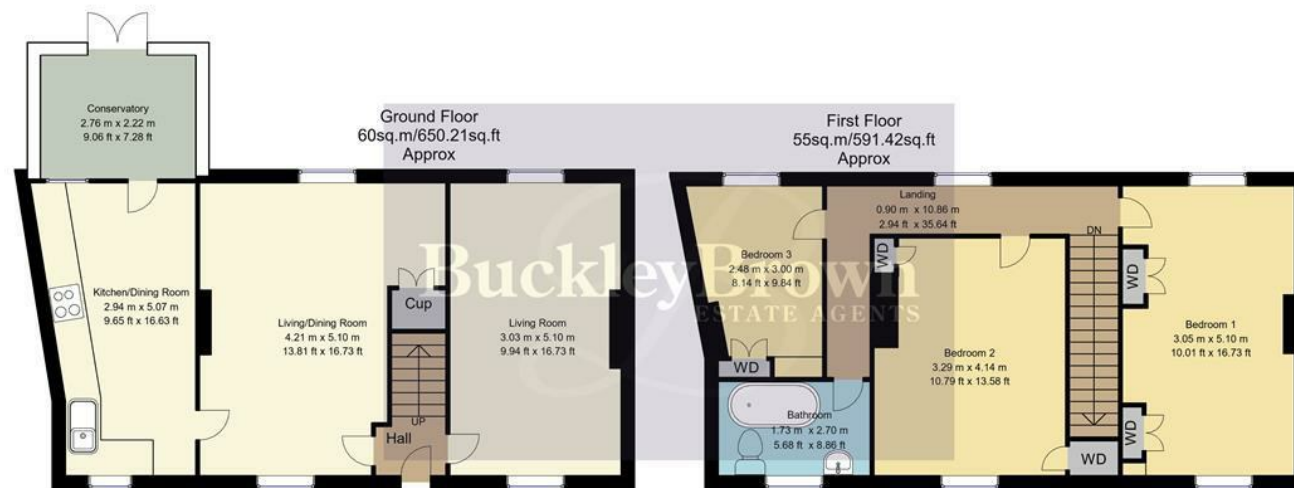 Conservatory
2.76 m x 2.22 m
9.06 ft x 7.28 ft
Kitchen/Dining Room
2.94 m x 5.07 m
9.65 ft x 16.63 ft
Ground Floor
60sq.m/650.21sq.ft
Approx
Living/Dining Room
4.21 m x 5.10 m
13.81 ft x 16.73 ft
Cup
UP
Hall
Living Room
3.03 m x 5.10 m
9.94 ft x 16.73 ft
BuckleyBrown
ESTATE AGENTS
First Floor
55sq.m/591.42sq.ft
Approx
Landing
0.90 m x 10.86 m
2.94 ft x 35.64 ft
DN
Bedroom 3
2.48 m x 3.00 m
8.14 ft x 9.84 ft
WD
Bathroom
1.73 m x 2.70 m
5.68 ft x 8.86 ft
WD
Bedroom 2
3.29 m x 4.14 m
10.79 ft x 13.58 ft
WD
WD
Bedroom 1
3.05 m x 5.10 m
10.01 ft x 16.73 ft
WD